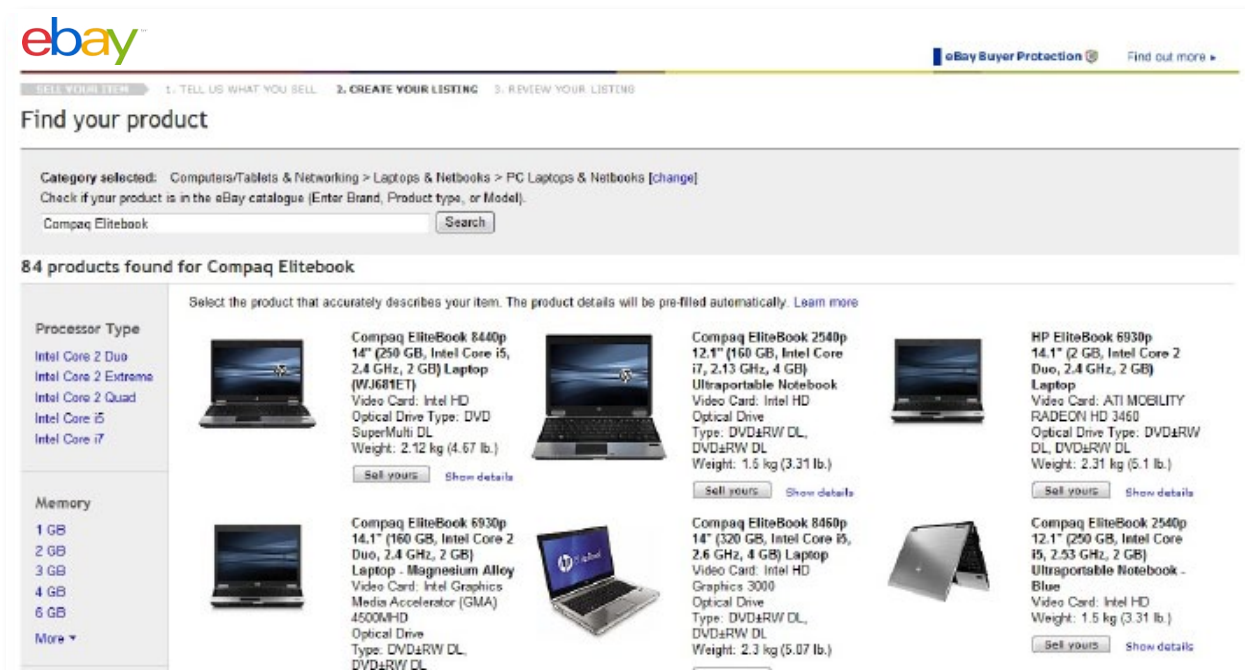 ebay
eBay Buyer Protection Find out more ▸
SELL YOUR ITEM 1. TELL US WHAT YOU SELL 2. CREATE YOUR LISTING 3. REVIEW YOUR LISTING
Find your product
Category selected: Computers/Tablets & Networking > Laptops & Netbooks > PC Laptops & Netbooks [change]
Check if your product is in the eBay catalogue (Enter Brand, Product type, or Model).
Compaq Elitebook Search
84 products found for Compaq Elitebook
Select the product that accurately describes your item. The product details will be pre-filled automatically. Learn more
Processor Type
Intel Core 2 Duo
Intel Core 2 Extreme
Intel Core 2 Quad
Intel Core i5
Intel Core i7
Memory
1 GB
2 GB
3 GB
4 GB
6 GB
More ▾
Compaq EliteBook 8440p
14" (250 GB, Intel Core i5,
2.4 GHz, 2 GB) Laptop
(WJ681ET)
Video Card: Intel HD
Optical Drive Type: DVD
SuperMulti DL
Weight: 2.12 kg (4.67 lb.)
Sell yours Show details
Compaq EliteBook 2540p
12.1" (160 GB, Intel Core
i7, 2.13 GHz, 4 GB)
Ultraportable Notebook
Video Card: Intel HD
Optical Drive
Type: DVD±RW DL,
DVD±RW DL
Weight: 1.5 kg (3.31 lb.)
Sell yours Show details
HP EliteBook 6930p
14.1" (2 GB, Intel Core 2
Duo, 2.4 GHz, 2 GB)
Laptop
Video Card: ATI MOBILITY
RADEON HD 3450
Optical Drive Type: DVD±RW
DL, DVD±RW DL
Weight: 2.31 kg (5.1 lb.)
Sell yours Show details
Compaq EliteBook 6930p
14.1" (160 GB, Intel Core 2
Duo, 2.4 GHz, 2 GB)
Laptop - Magnesium Alloy
Video Card: Intel Graphics
Media Accelerator (GMA)
4500MHD
Optical Drive
Type: DVD±RW DL,
DVD±RW DL
Compaq EliteBook 8460p
14" (320 GB, Intel Core i5,
2.6 GHz, 4 GB) Laptop
Video Card: Intel HD
Graphics 3000
Optical Drive
Type: DVD±RW DL,
DVD±RW DL
Weight: 2.3 kg (5.07 lb.)
Compaq EliteBook 2540p
12.1" (250 GB, Intel Core
i5, 2.53 GHz, 2 GB)
Ultraportable Notebook -
Blue
Video Card: Intel HD
Weight: 1.5 kg (3.31 lb.)
Sell yours Show details